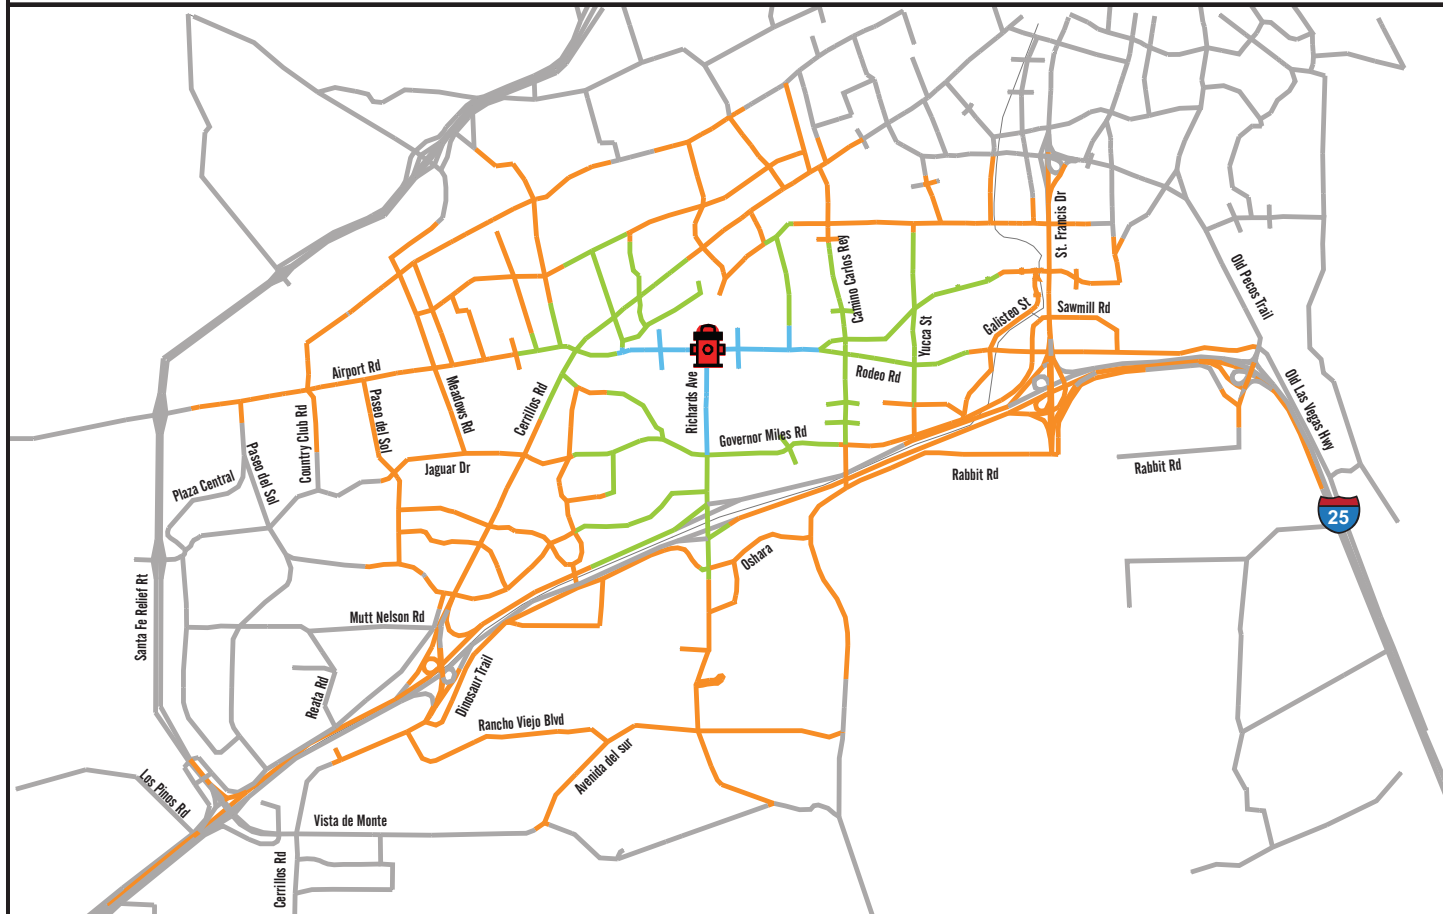 St. Francis Dr
Old Pecos Trail
Camino Carlos Rey
Galisteo St
Sawmill Rd
Yucca St
Airport Rd
Rodeo Rd
Meadows Rd
Richards Ave
Cerrillos Rd
Old Las Vegas Hwy
Country Club Rd
Paseo del Sol
Governor Miles Rd
Jaguar Dr
Paseo del Sol
Plaza Central
Rabbit Rd
Rabbit Rd
25
Oshara
Santa Fe Relief Rt
Mutt Nelson Rd
Dinosaur Trail
Reata Rd
Rancho Viejo Blvd
Avenida del sur
Los Pinos Rd
Vista de Monte
Cerrillos Rd